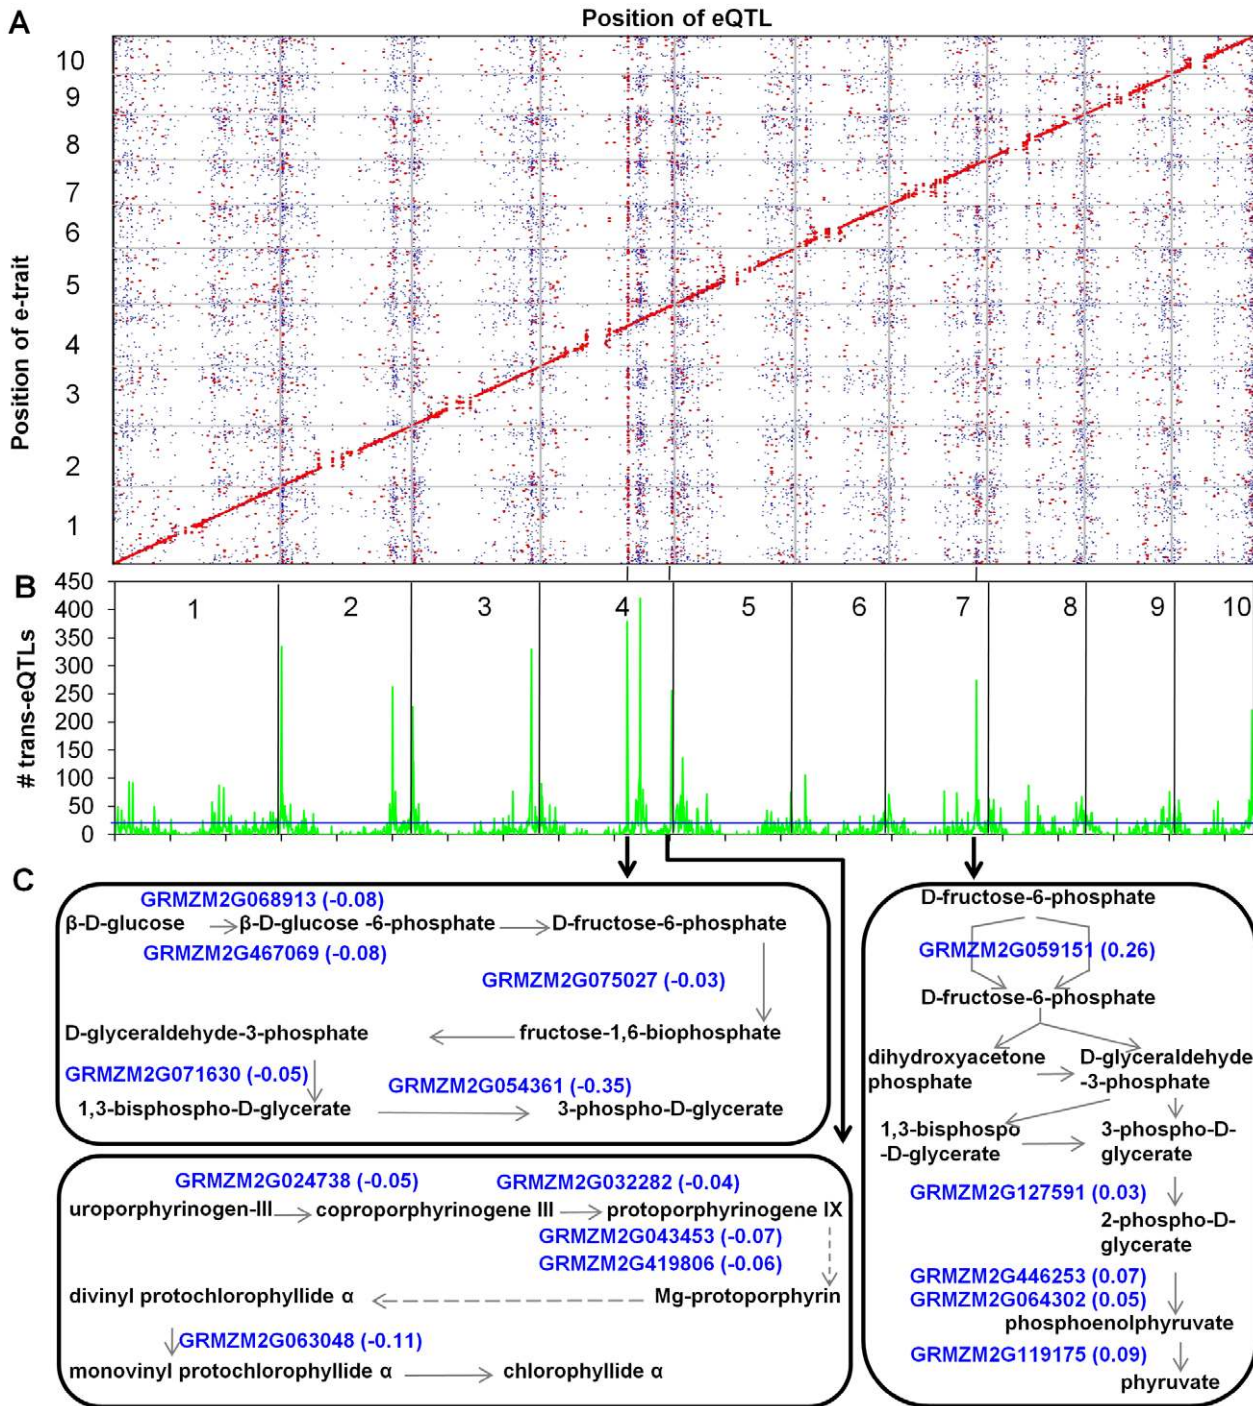 A
Position of eQTL
Position of e-trait
10
9
8
7
6
5
4
3
2
1
B
# trans-eQTLs
450
400
350
300
250
200
150
100
50
0
1 2 3 4 5 6 7 8 9 10
C
GRMZM2G068913 (-0.08)
β-D-glucose β-D-glucose -6-phosphate D-fructose-6-phosphate
GRMZM2G467069 (-0.08)
GRMZM2G075027 (-0.03)
D-glyceraldehyde-3-phosphate fructose-1,6-biophosphate
GRMZM2G071630 (-0.05) GRMZM2G054361 (-0.35)
1,3-bisphospho-D-glycerate 3-phospho-D-glycerate
GRMZM2G024738 (-0.05) GRMZM2G032282 (-0.04)
uroporphyrinogen-III coproporphyrinogene III protoporphyrinogene IX
GRMZM2G043453 (-0.07)
GRMZM2G419806 (-0.06)
divinyl protochlorophyllide α Mg-protoporphyrin
GRMZM2G063048 (-0.11)
monovinyl protochlorophyllide α chlorophyllide α
D-fructose-6-phosphate
GRMZM2G059151 (0.26)
D-fructose-6-phosphate
dihydroxyacetone D-glyceraldehyde
phosphate -3-phosphate
1,3-bisphospo 3-phospho-D-
-D-glycerate glycerate
GRMZM2G127591 (0.03)
2-phospho-D-
glycerate
GRMZM2G446253 (0.07)
GRMZM2G064302 (0.05)
phosphoenolphyruvate
GRMZM2G119175 (0.09)
phyruvate